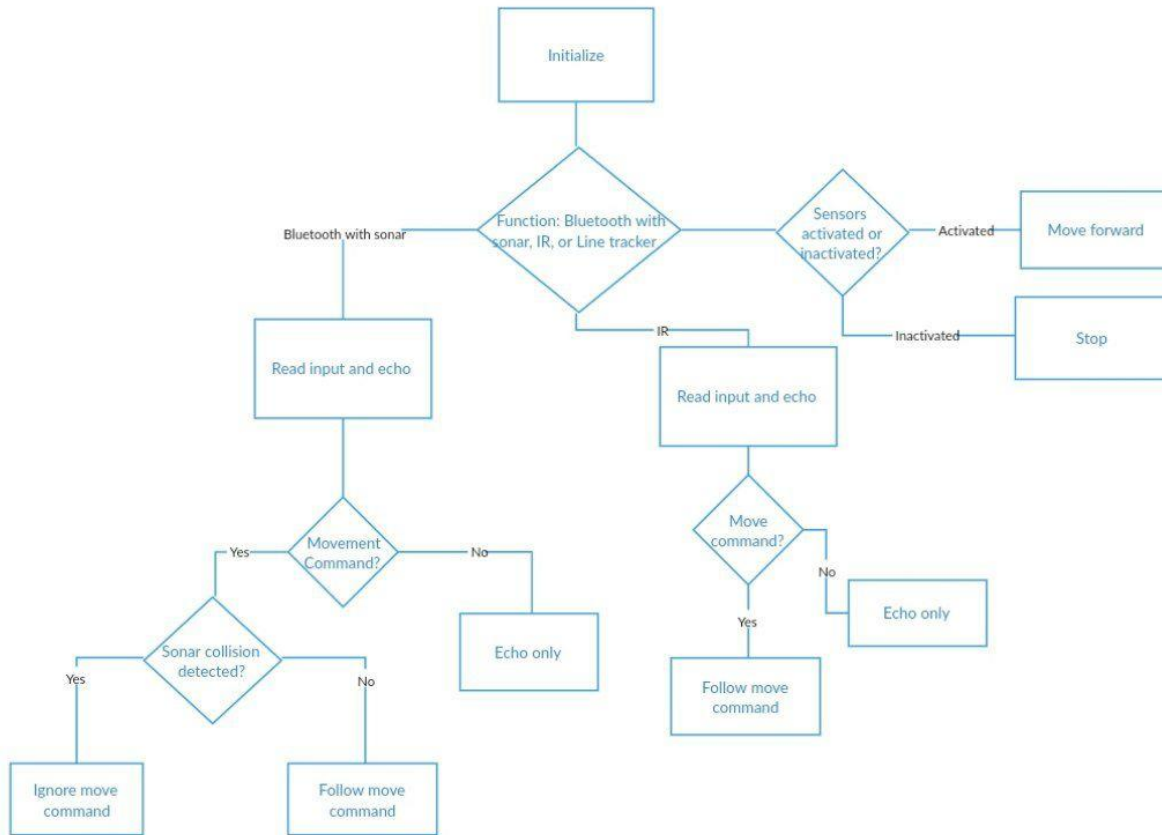 Initialize
Function: Bluetooth with
sonar, IR, or Line tracker
Sensors
activated or
inactivated?
Activated
Move forward
Inactivated
Stop
Bluetooth with sonar
Read input and echo
IR
Read input and echo
Movement
Command?
Yes
No
Echo only
Sonar collision
detected?
Yes
No
Ignore move
command
Follow move
command
Move
command?
No
Echo only
Yes
Follow move
command